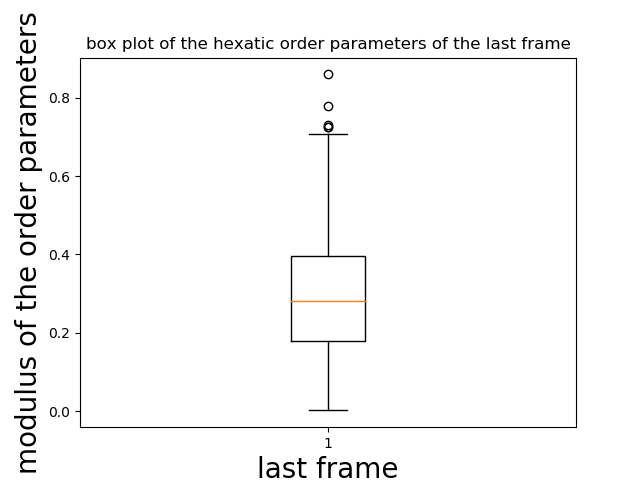 box plot of the hexatic order parameters of the last frame
modulus of the order parameters
0.8
0.6
0.4
0.2
0.0
1
last frame